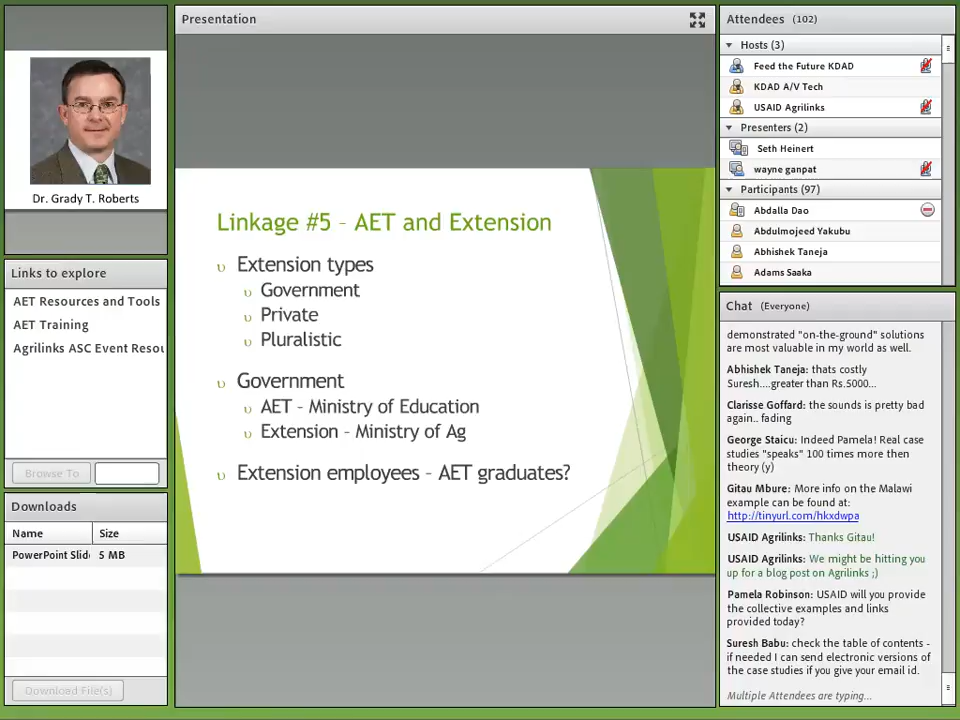 Dr. Grady T. Roberts
Links to explore
AET Resources and Tools
AET Training
Agrilinks ASC Event Resou
Browse To
Downloads
Name Size
PowerPoint Slid 5 MB
Download File(s)
Presentation
Linkage #5 – AET and Extension
υ Extension types
υ Government
υ Private
υ Pluralistic
υ Government
υ AET – Ministry of Education
υ Extension – Ministry of Ag
υ Extension employees – AET graduates?
Attendees (102)
Hosts (3)
Feed the Future KDAD
KDAD A/V Tech
USAID Agrilinks
Presenters (2)
Seth Heinert
wayne ganpat
Participants (97)
Abdalla Dao
Abdulmojeed Yakubu
Abhishek Taneja
Adams Saaka
Chat (Everyone)
demonstrated "on-the-ground" solutions
are most valuable in my world as well.
Abhishek Taneja: thats costly
Suresh....greater than Rs.5000...
Clarisse Goffard: the sounds is pretty bad
again.. fading
George Staicu: Indeed Pamela! Real case
studies "speaks" 100 times more then
theory (y)
Gitau Mbure: More info on the Malawi
example can be found at:
http://tinyurl.com/hkxdwpa
USAID Agrilinks: Thanks Gitau!
USAID Agrilinks: We might be hitting you
up for a blog post on Agrilinks ;)
Pamela Robinson: USAID will you provide
the collective examples and links
provided today?
Suresh Babu: check the table of contents -
if needed I can send electronic versions of
the case studies if you give your email id.
Multiple Attendees are typing...